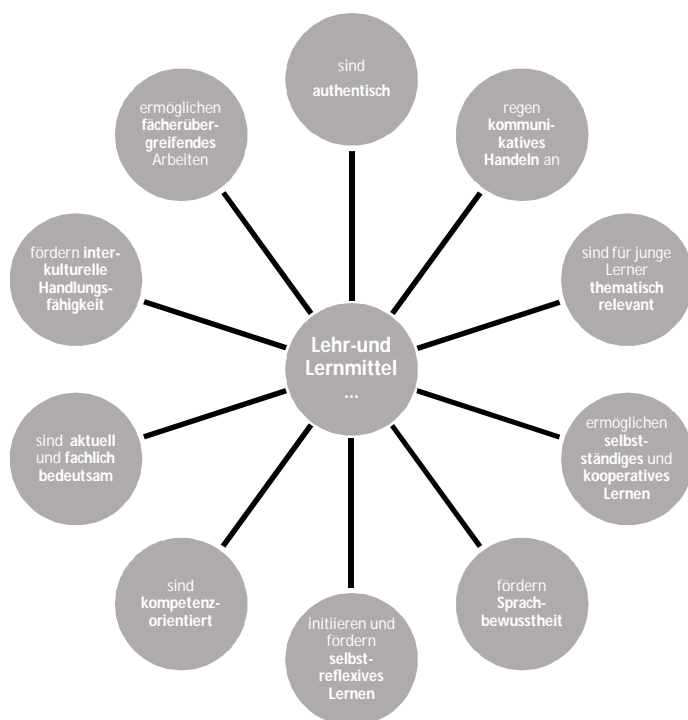 sind
authentisch
regen
kommuni-
katives
Handeln an
sind für junge
Lerner
thematisch
relevant
ermöglichen
selbst-
ständiges und
kooperatives
Lernen
fördern
Sprach-
bewusstheit
initiieren und
fördern
selbst-
reflexives
Lernen
sind
kompetenz-
orientiert
sind aktuell
und fachlich
bedeutsam
fördern inter-
kulturelle
Handlungs-
fähigkeit
ermöglichen
fächerüber-
greifendes
Arbeiten
Lehr-und
Lernmittel
...